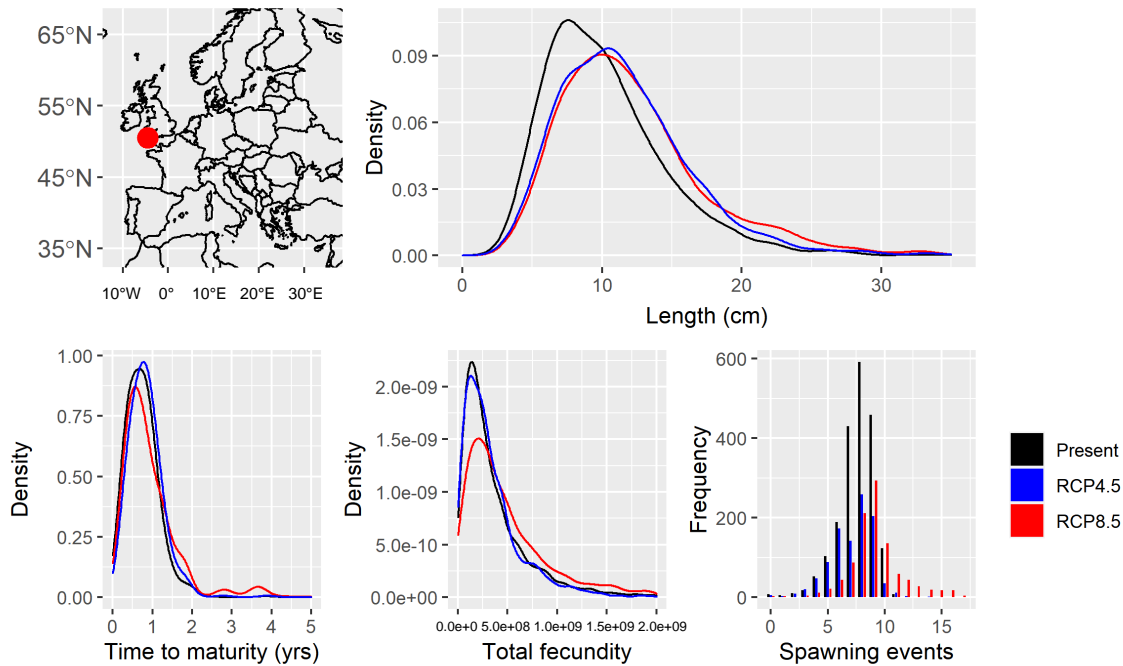 65°N
55°N
45°N
35°N
10°W 0° 10°E 20°E 30°E
Density
0.09
0.06
0.03
0.00
0 10 20 30
Length (cm)
Density
1.00
0.75
0.50
0.25
0.00
0 1 2 3 4 5
Time to maturity (yrs)
Density
2.0e-09
1.5e-09
1.0e-09
5.0e-10
0.0e+00
0.0e+0 5.0e+08 1.0e+09 1.5e+09 2.0e+09
Total fecundity
Frequency
600
400
200
0
0 5 10 15
Spawning events
Present
RCP4.5
RCP8.5